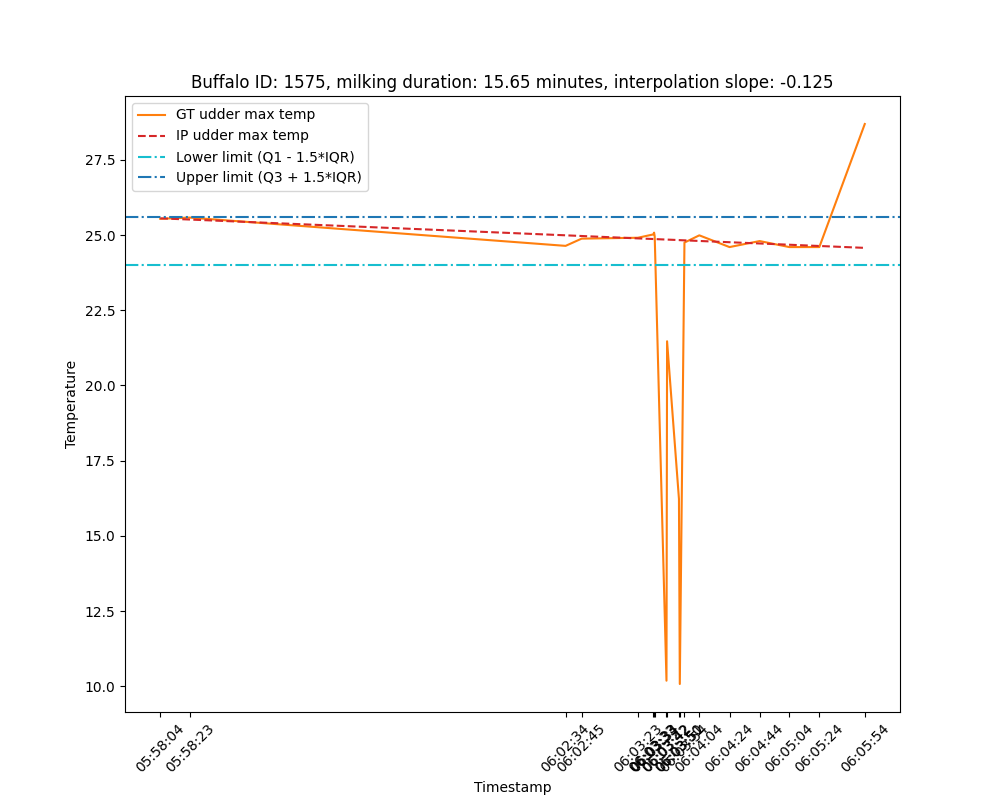 Buffalo ID: 1575, milking duration: 15.65 minutes, interpolation slope: -0.125
GT udder max temp
IP udder max temp
Lower limit (Q1 - 1.5*IQR)
Upper limit (Q3 + 1.5*IQR)
27.5
25.0
22.5
20.0
17.5
15.0
12.5
10.0
Temperature
05:58:04
05:58:23
06:02:34
06:02:45
06:03:23
06:04:04
06:04:24
06:04:44
06:05:04
06:05:24
06:05:54
Timestamp